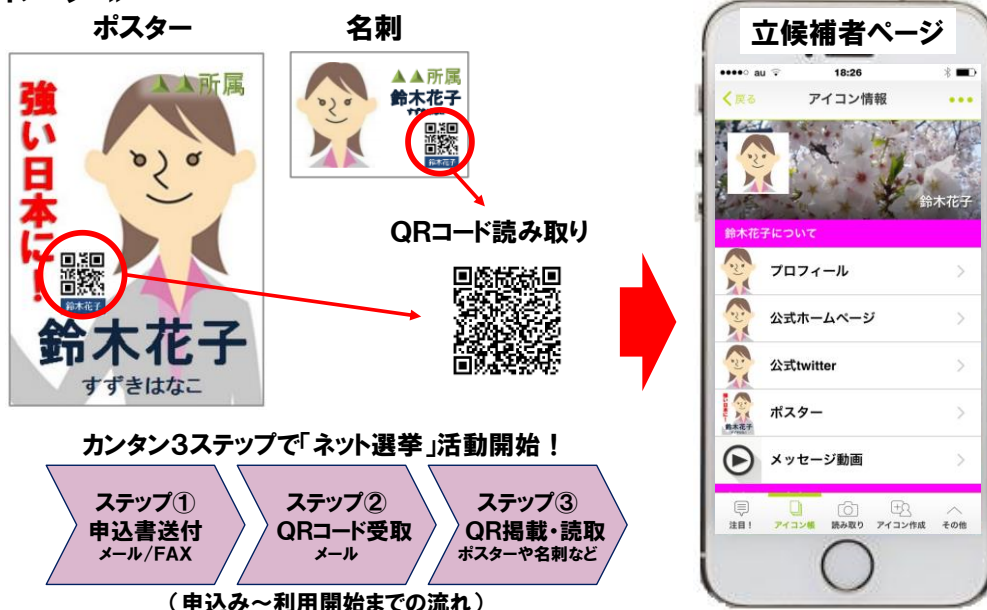 ポスター
名刺
立候補者ページ
▲▲所属
強い日本に!
鈴木花子
鈴木花子
すずきはなこ
▲▲所属
鈴木花子
鈴木花子
QRコード読み取り
au
18:26
戻る
アイコン情報
鈴木花子
鈴木花子について
プロフィール
公式ホームページ
公式twitter
ポスター
メッセージ動画
注目!
アイコン帳
読み取り
アイコン作成
その他
カンタン3ステップで「ネット選挙」活動開始!
ステップ①
申込書送付
メール/FAX
ステップ②
QRコード受取
メール
ステップ③
QR掲載・読取
ポスターや名刺など
(申込み~利用開始までの流れ)